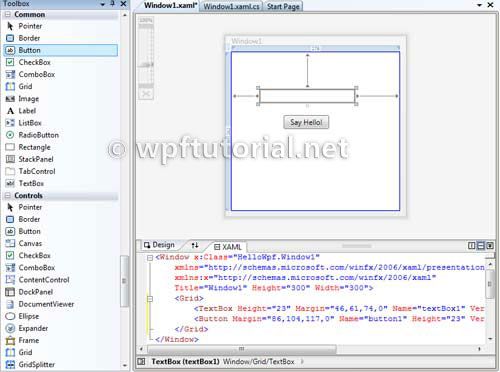 Toolbox
Window1.xaml*
Window1.xaml.cs
Start Page
Common
Pointer
Border
Button
CheckBox
ComboBox
Grid
Image
Label
ListBox
RadioButton
Rectangle
StackPanel
TabControl
TextBox
Controls
Pointer
Border
Button
Canvas
CheckBox
ComboBox
ContentControl
DockPanel
DocumentViewer
Ellipse
Expander
Frame
Grid
GridSplitter
100%
Window1
Say Hello!
© wpftutorial.net
Design
XAML
<Window x:Class="HelloWpf.Window1"
xmlns="http://schemas.microsoft.com/winfx/2006/xaml/presentation
xmlns:x="http://schemas.microsoft.com/winfx/2006/xaml"
Title="Window1" Height="300" Width="300">
<Grid>
<TextBox Height="23" Margin="46,61,74,0" Name="textBox1" Ver
<Button Margin="86,104,117,0" Name="button1" Height="23" Ver
</Grid>
</Window>
TextBox (textBox1) Window/Grid/TextBox